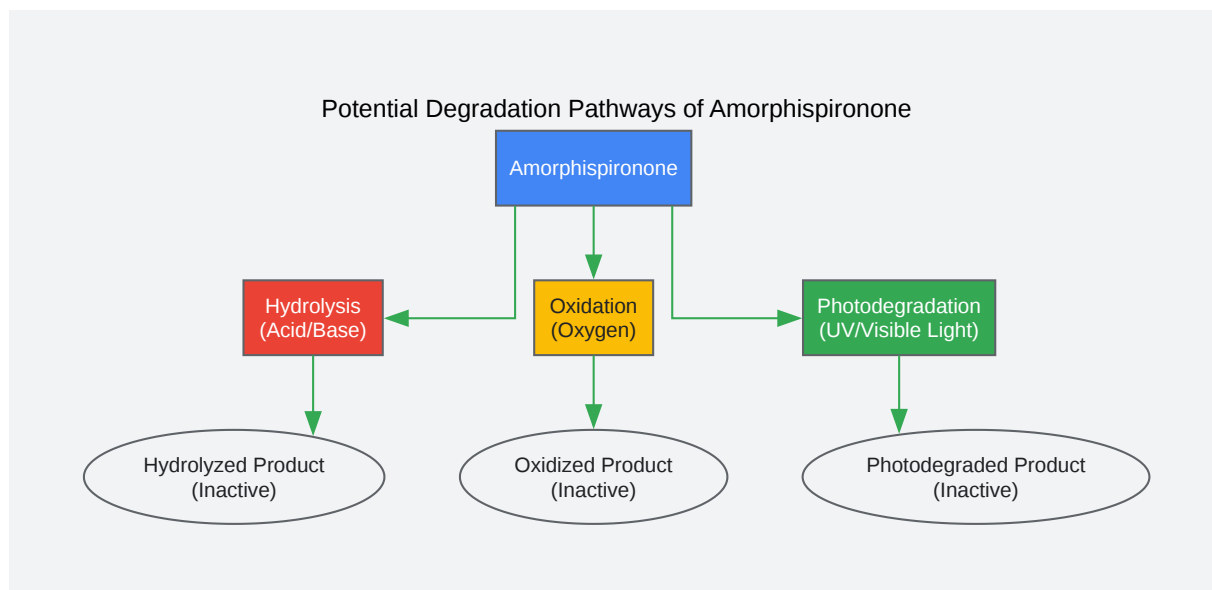 Potential Degradation Pathways of Amorphispironone
Amorphispironone
Hydrolysis
(Acid/Base)
Oxidation
(Oxygen)
Photodegradation
(UV/Visible Light)
Hydrolyzed Product
(Inactive)
Oxidized Product
(Inactive)
Photodegraded Product
(Inactive)